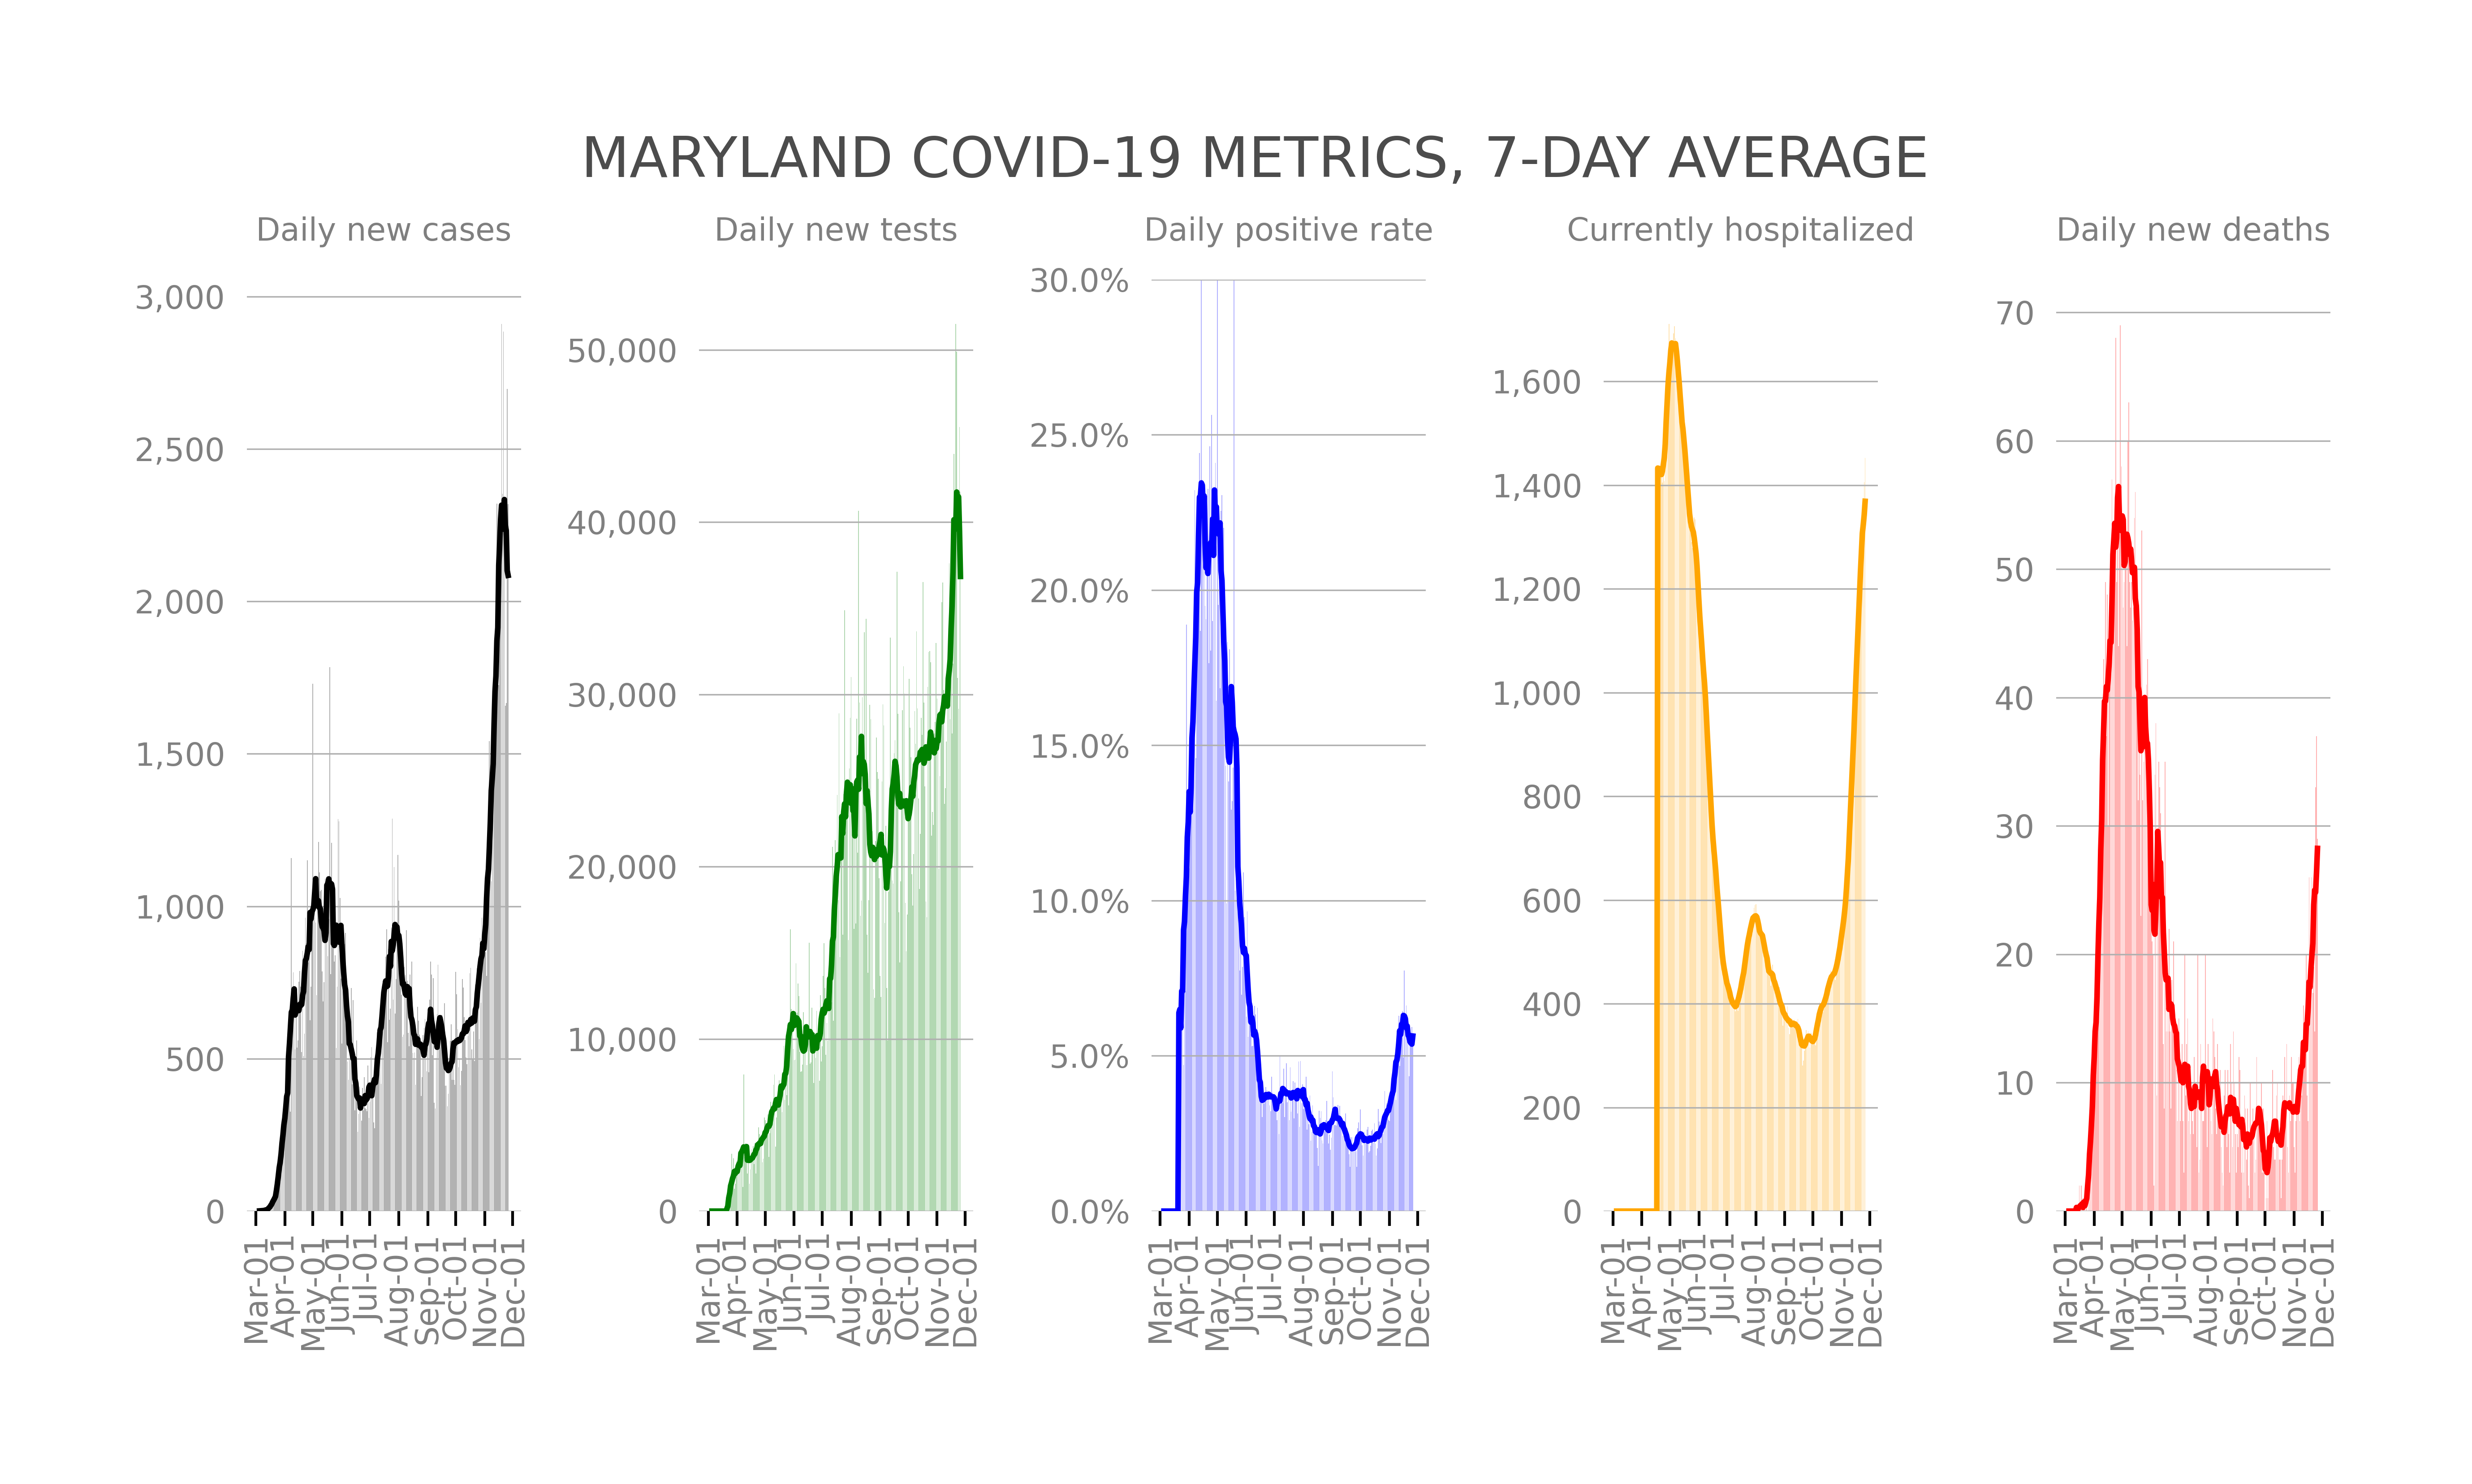 MARYLAND COVID-19 METRICS, 7-DAY AVERAGE
Daily new cases
3,000
2,500
2,000
1,500
1,000
500
0
Mar-01
Apr-01
May-01
Jun-01
Jul-01
Aug-01
Sep-01
Oct-01
Nov-01
Dec-01
Daily new tests
50,000
40,000
30,000
20,000
10,000
0
Mar-01
Apr-01
May-01
Jun-01
Jul-01
Aug-01
Sep-01
Oct-01
Nov-01
Dec-01
Daily positive rate
30.0%
25.0%
20.0%
15.0%
10.0%
5.0%
0.0%
Mar-01
Apr-01
May-01
Jun-01
Jul-01
Aug-01
Sep-01
Oct-01
Nov-01
Dec-01
Currently hospitalized
1,600
1,400
1,200
1,000
800
600
400
200
0
Mar-01
Apr-01
May-01
Jun-01
Jul-01
Aug-01
Sep-01
Oct-01
Nov-01
Dec-01
Daily new deaths
70
60
50
40
30
20
10
0
Mar-01
Apr-01
May-01
Jun-01
Jul-01
Aug-01
Sep-01
Oct-01
Nov-01
Dec-01